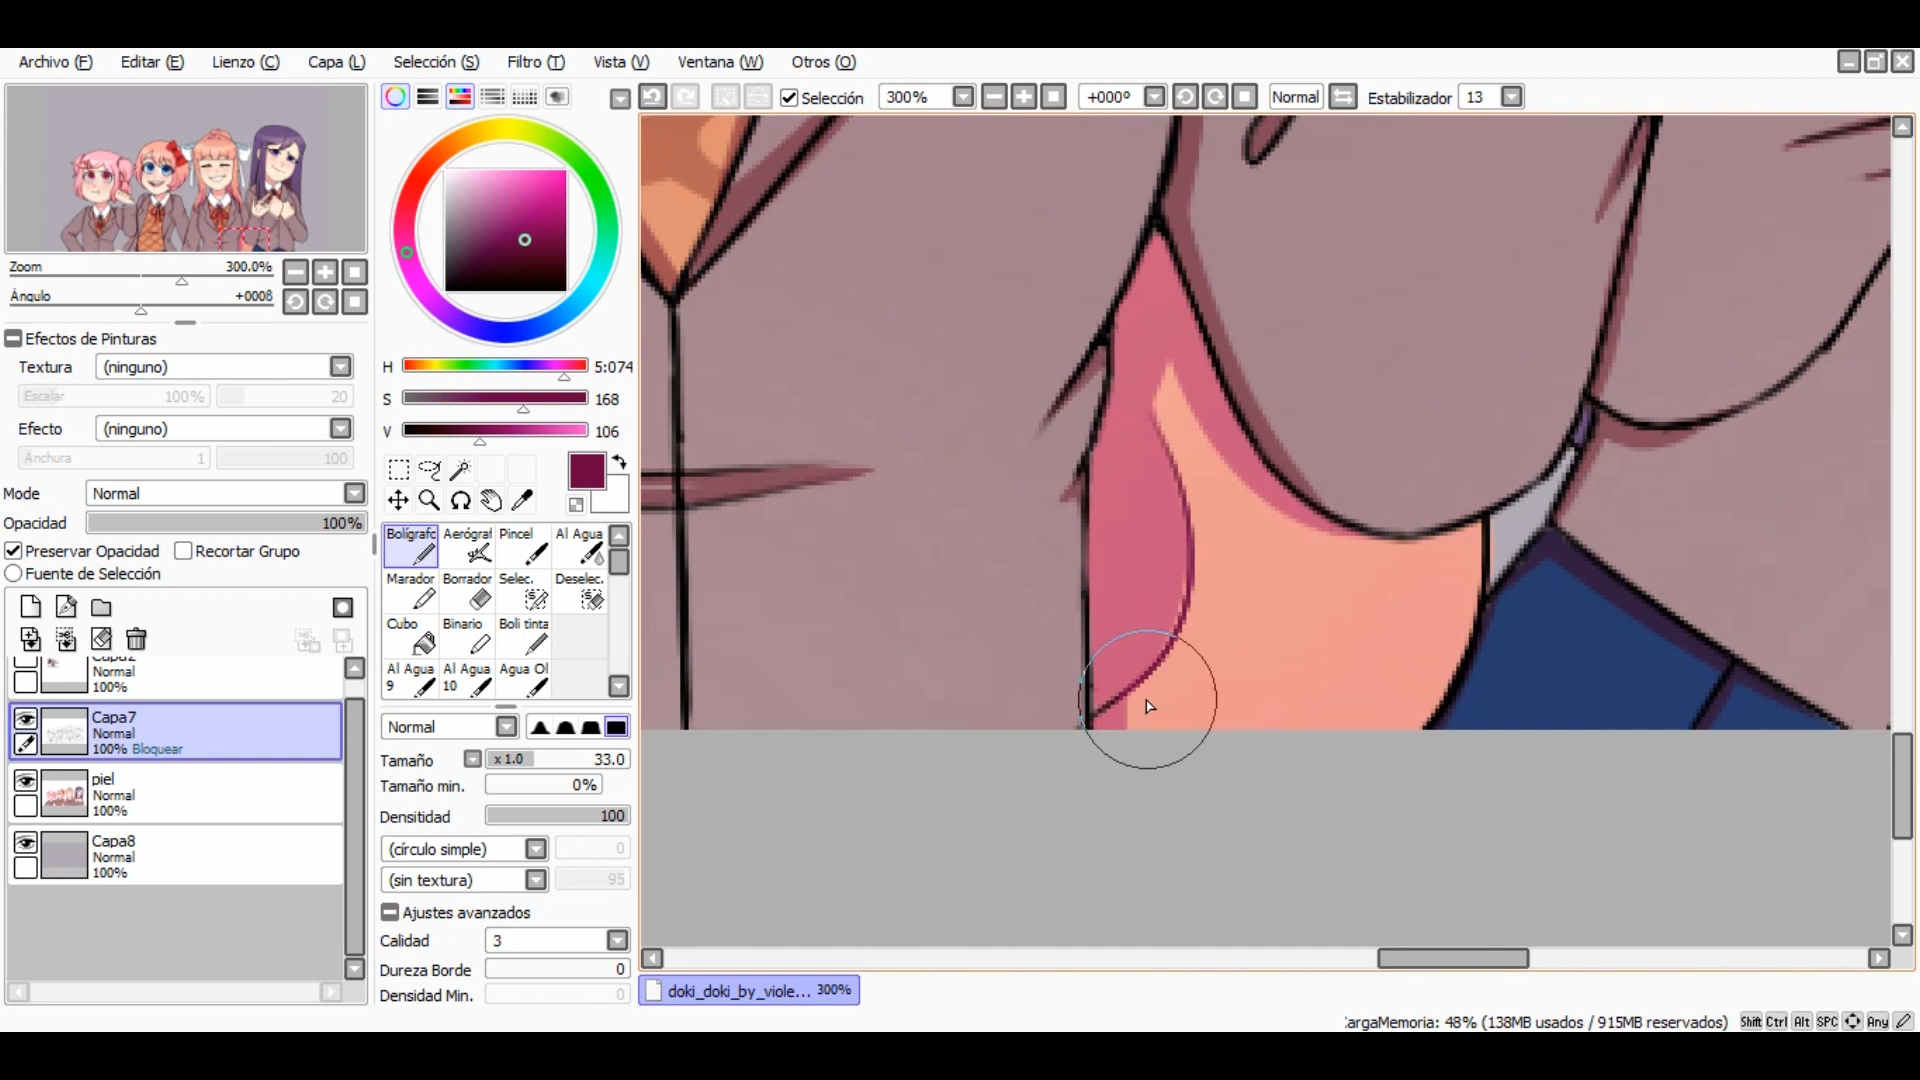 Archivo (F) Editar (E) Lienzo (C) Capa (L) Selección (S) Filtro (T) Vista (V) Ventana (W) Otros (O)
Selección 300% +000º Normal Estabilizador 13
Zoom 300.0%
Ángulo +0008
Efectos de Pinturas
Textura (ninguno)
Escalar 100% 20
Efecto (ninguno)
Anchura 1 100
Mode Normal
Opacidad 100%
Preservar Opacidad Recortar Grupo
Fuente de Selección
Capa2
Normal
100%
Capa7
Normal
100% Bloquear
piel
Normal
100%
Capa8
Normal
100%
H 5:074
S 168
V 106
Bolígrafc Aerógraf Pincel Al Agua
Marador Borrador Selec. Deselec.
Cubo Binario Boli tinta
Al Agua Al Agua Agua Ol
9 10
Normal
Tamaño x 1.0 33.0
Tamaño min. 0%
Densitidad 100
(círculo simple) 0
(sin textura) 95
Ajustes avanzados
Calidad 3
Dureza Borde 0
Densidad Min. 0
doki_doki_by_viole... 300%
argaMemoria: 48% (138MB usados / 915MB reservados) Shift Ctrl Alt SPC Any